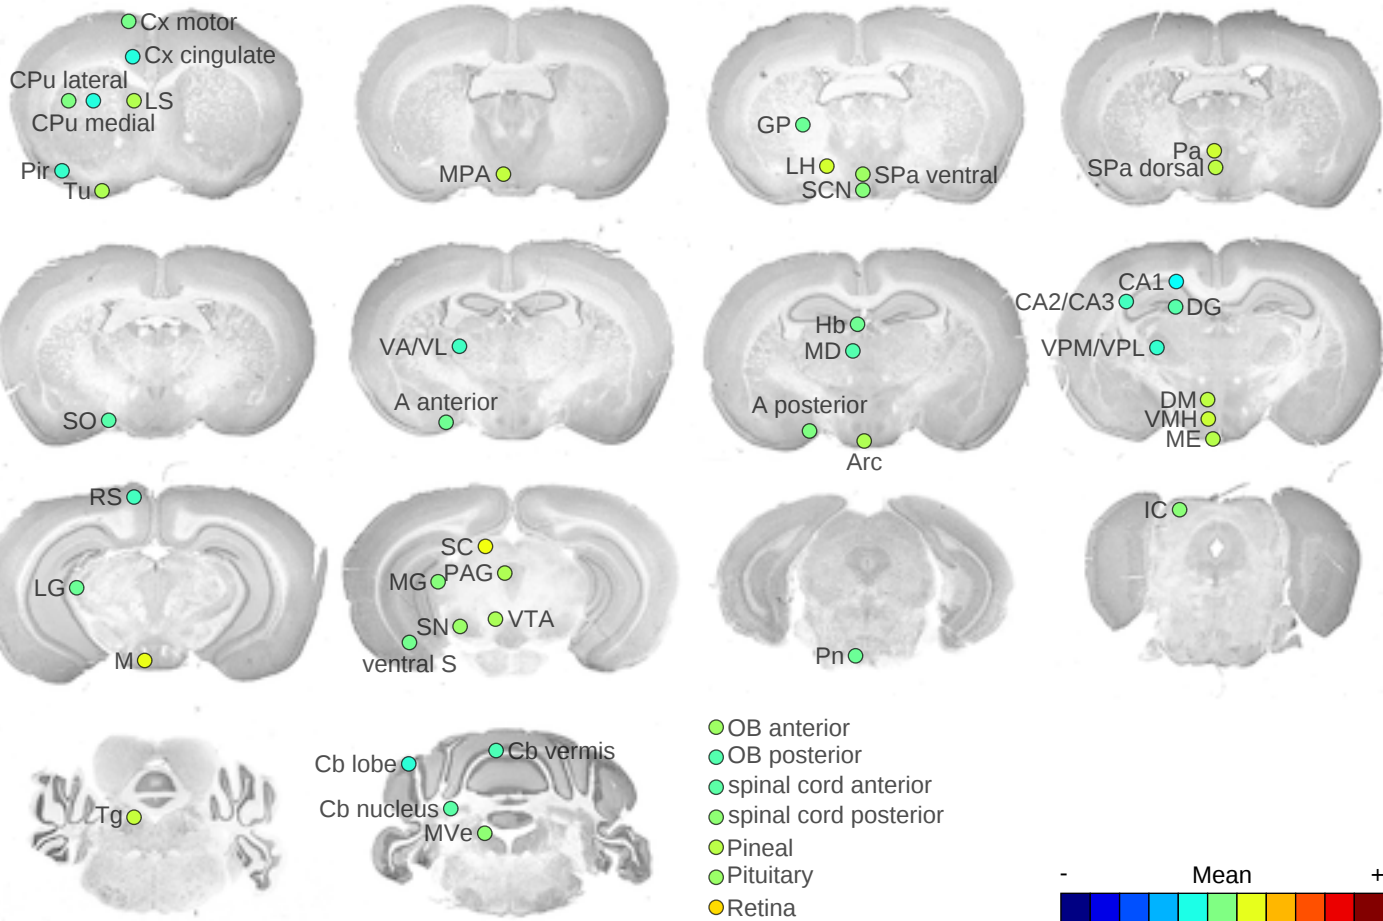 Cx motor
Cx cingulate
CPu lateral
LS
CPu medial
Pir
Tu
MPA
GP
LH
SPa ventral
SCN
Pa
SPa dorsal
SO
VA/VL
A anterior
Hb
MD
A posterior
Arc
CA1
CA2/CA3
DG
VPM/VPL
DM
VMH
ME
RS
LG
M
SC
PAG
MG
SN
VTA
ventral S
Pn
IC
Tg
Cb vermis
Cb lobe
Cb nucleus
MVe
OB anterior
OB posterior
spinal cord anterior
spinal cord posterior
Pineal
Pituitary
Retina
- Mean +